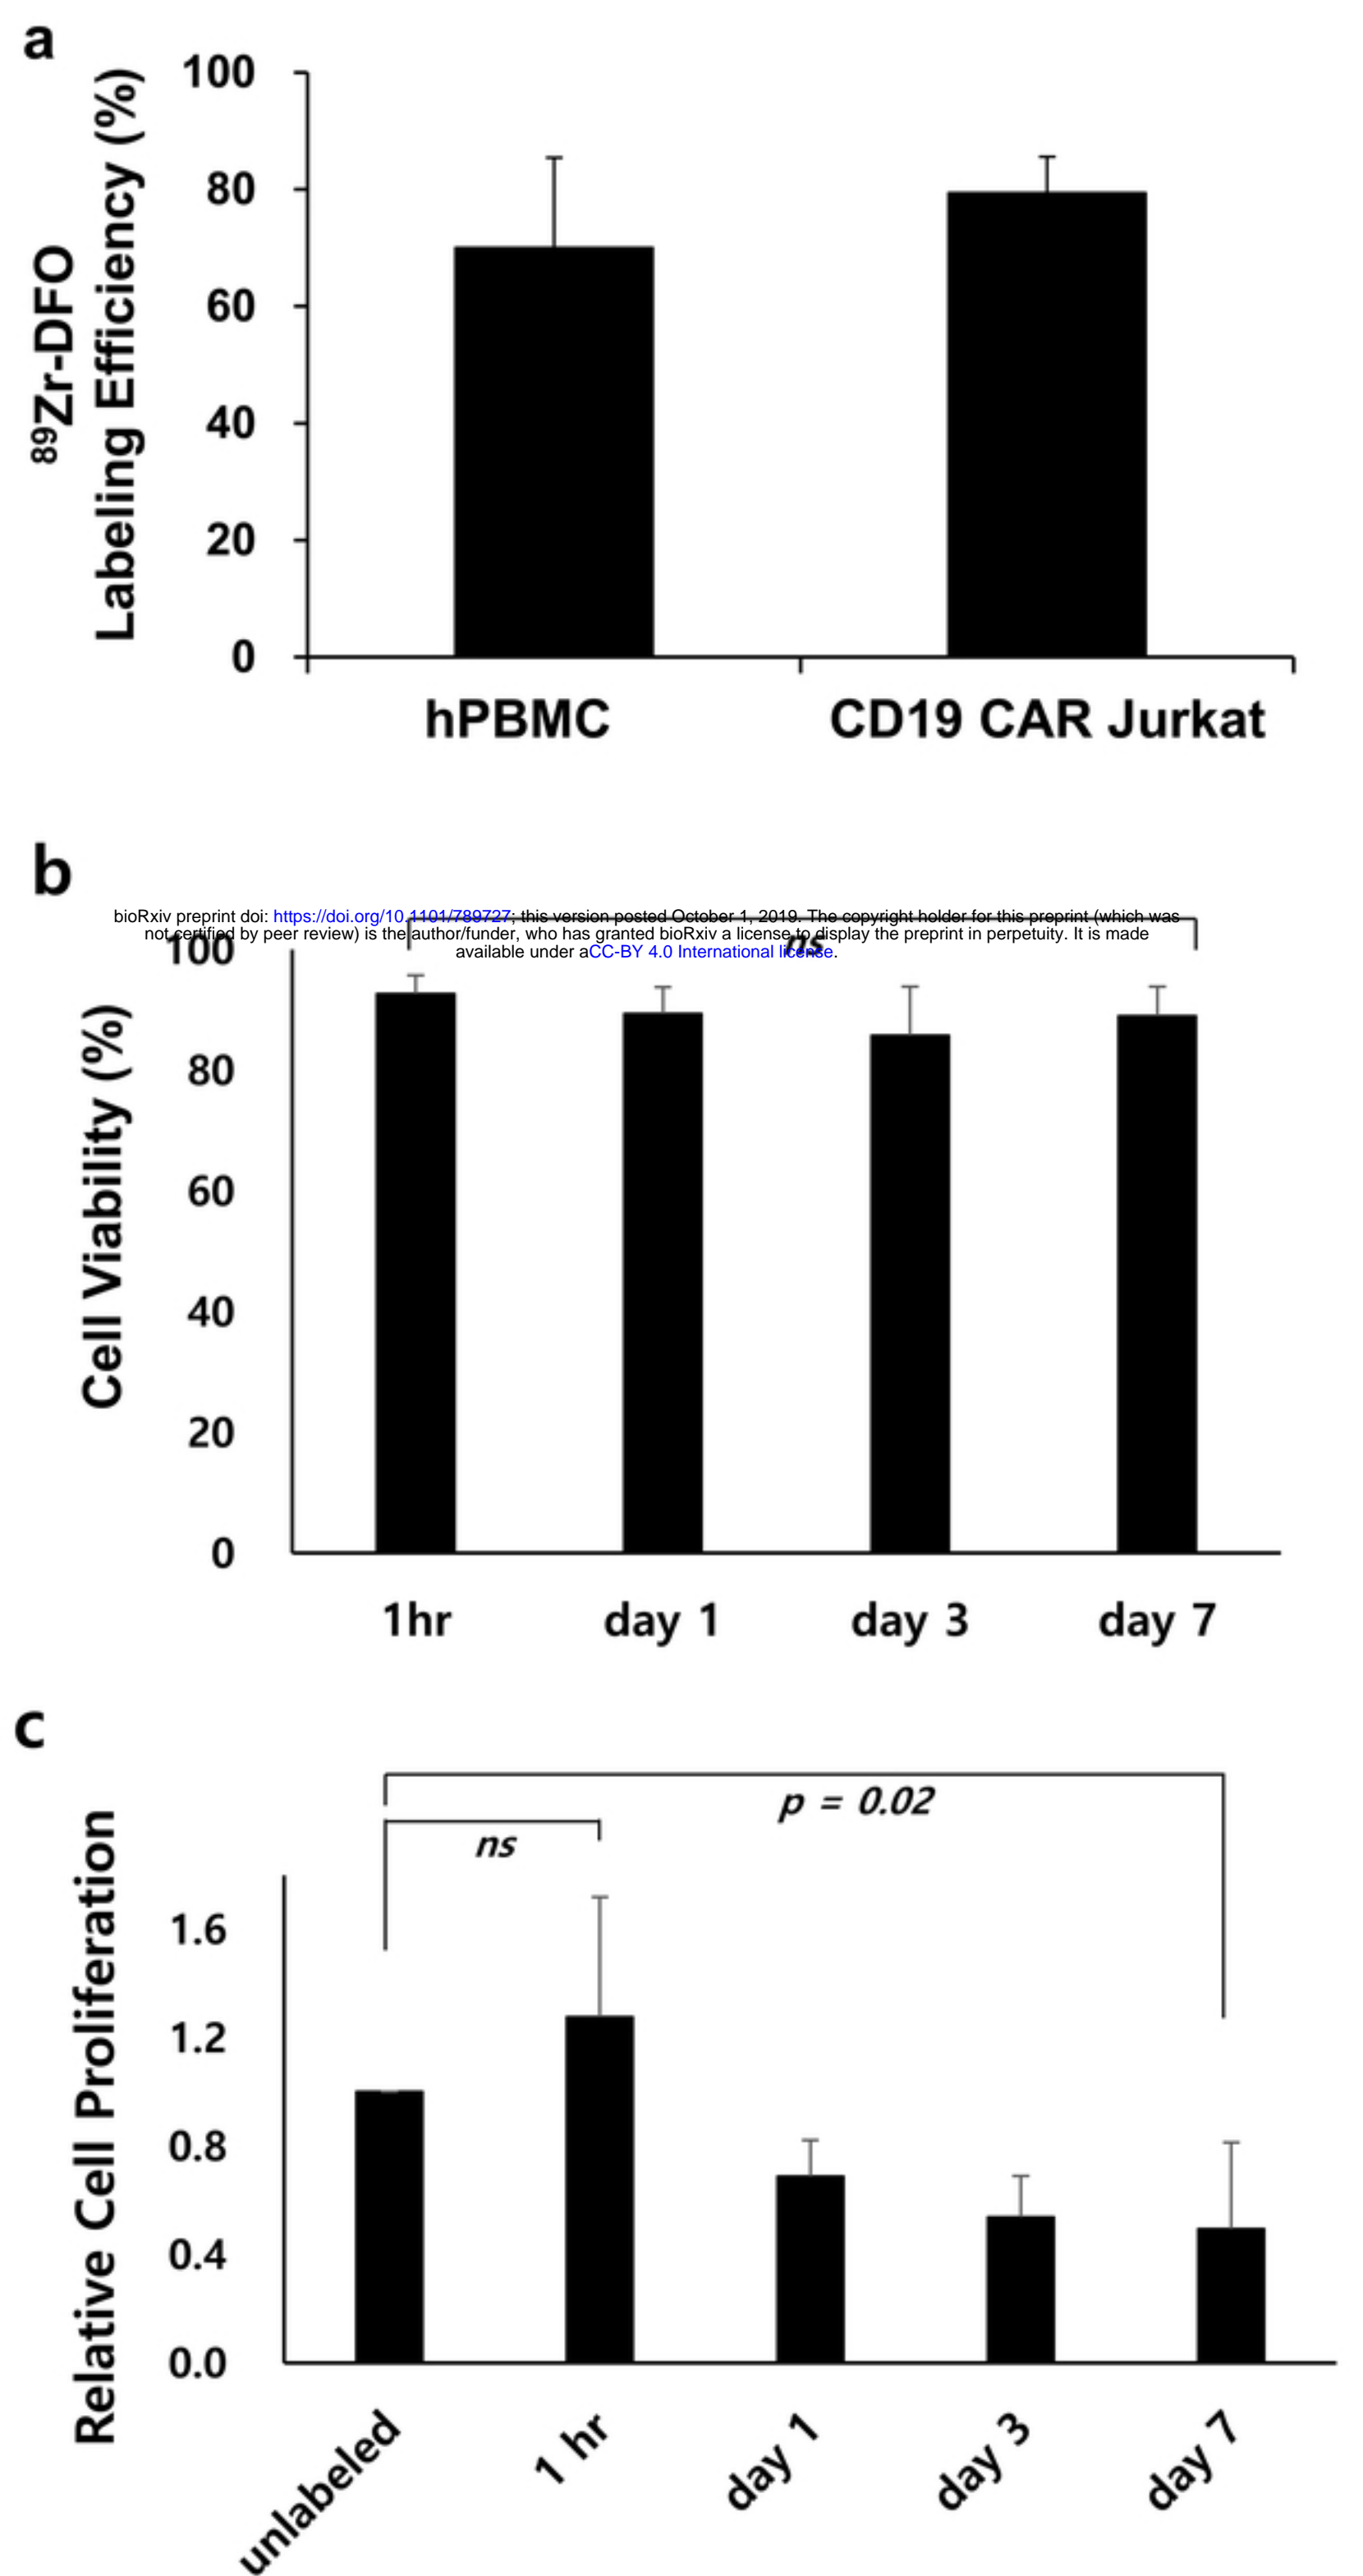 a
100
80
60
40
20
0
89Zr-DFO
Labeling Efficiency (%)
hPBMC
CD19 CAR Jurkat
b
bioRxiv preprint doi: https://doi.org/10.1101/789727; this version posted October 1, 2019. The copyright holder for this preprint (which was
not certified by peer review) is the author/funder, who has granted bioRxiv a license to display the preprint in perpetuity. It is made
available under aCC-BY 4.0 International license.
ns
100
80
60
40
20
0
Cell Viability (%)
1hr
day 1
day 3
day 7
c
p = 0.02
ns
1.6
1.2
0.8
0.4
0.0
Relative Cell Proliferation
unlabeled
1 hr
day 1
day 3
day 7